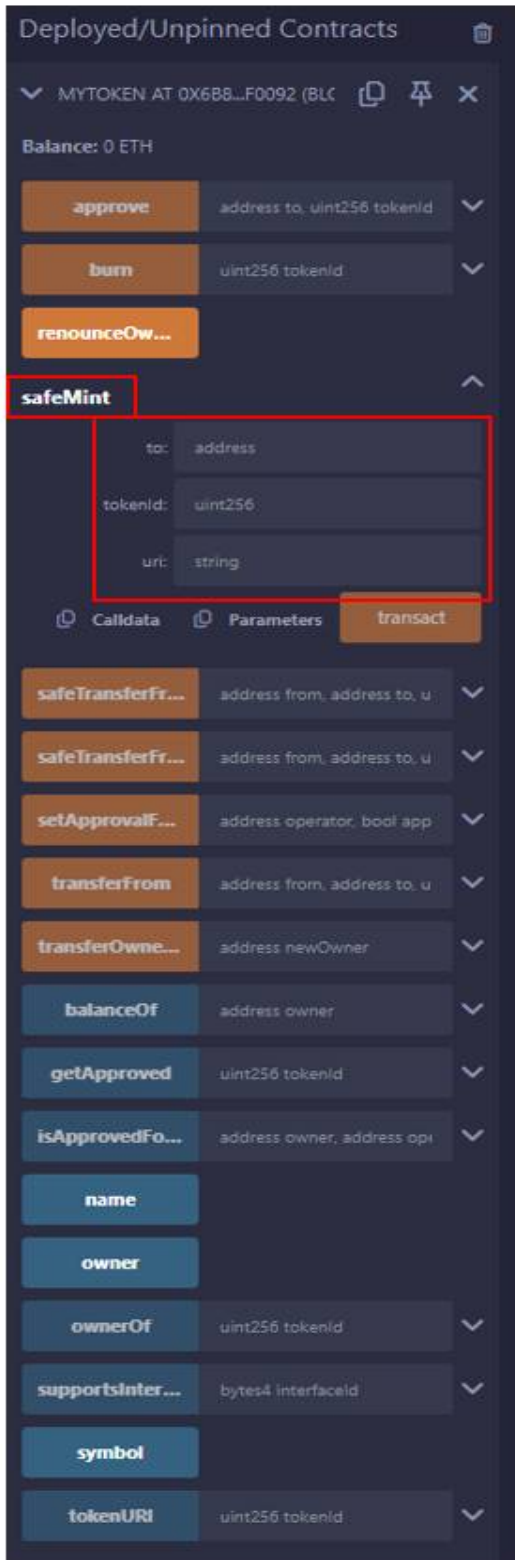 Deployed/Unpinned Contracts
MYTOKEN AT 0X6B8...F0092 (BLC
Balance: 0 ETH
approve address to, uint256 tokenId
burn uint256 tokenId
renounceOw...
safeMint
to: address
tokenId: uint256
uri: string
Calldata Parameters transact
safeTransferFr... address from, address to, u
safeTransferFr... address from, address to, u
setApprovalF... address operator, bool app
transferFrom address from, address to, u
transferOwne... address newOwner
balanceOf address owner
getApproved uint256 tokenId
isApprovedFo... address owner, address ope
name
owner
ownerOf uint256 tokenId
supportsInter... bytes4 interfaceId
symbol
tokenURI uint256 tokenId